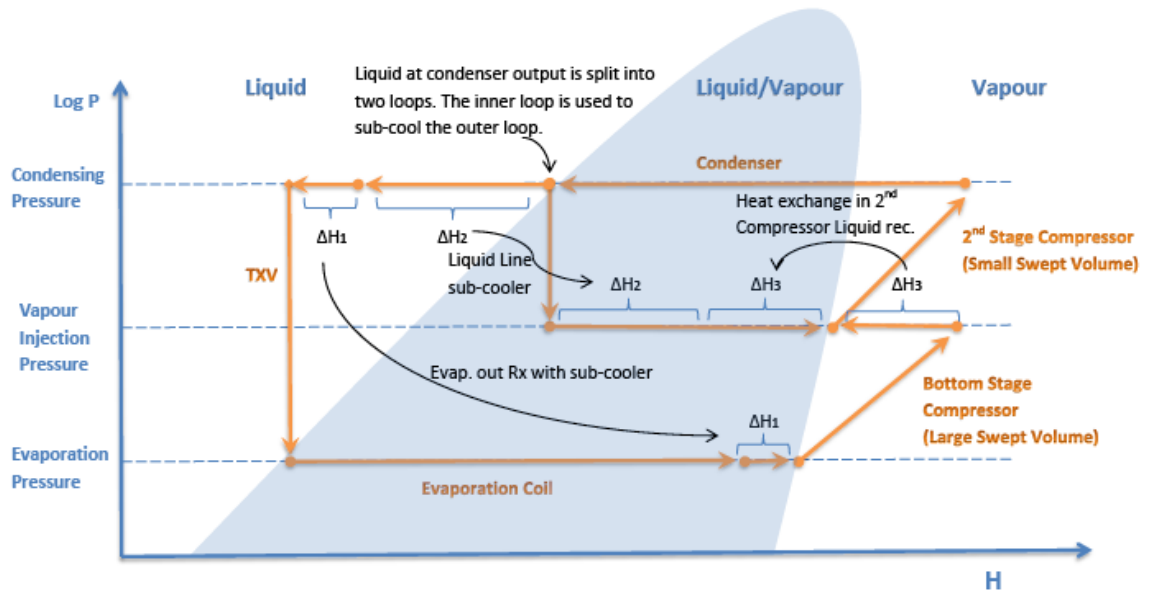 Liquid at condenser output is split into
two loops. The inner loop is used to
sub-cool the outer loop.
Liquid
Liquid/Vapour
Vapour
Log P
Condensing
Pressure
Condenser
Heat exchange in 2nd
Compressor Liquid rec.
2nd Stage Compressor
(Small Swept Volume)
ΔH1
ΔH2
Liquid Line
sub-cooler
TXV
ΔH2
ΔH3
ΔH3
Vapour
Injection
Pressure
Evap. out Rx with sub-cooler
Bottom Stage
Compressor
(Large Swept Volume)
ΔH1
Evaporation
Pressure
Evaporation Coil
H